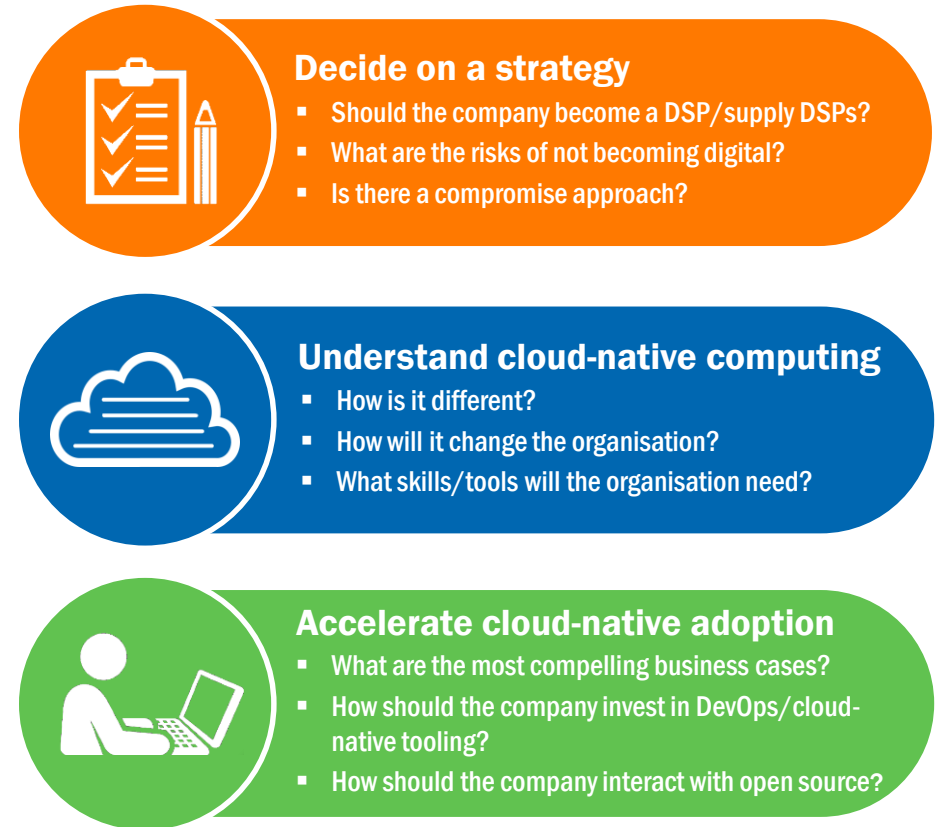 Decide on a strategy
▪ Should the company become a DSP/supply DSPs?
▪ What are the risks of not becoming digital?
▪ Is there a compromise approach?
Understand cloud-native computing
▪ How is it different?
▪ How will it change the organisation?
▪ What skills/tools will the organisation need?
Accelerate cloud-native adoption
▪ What are the most compelling business cases?
▪ How should the company invest in DevOps/cloud-
native tooling?
▪ How should the company interact with open source?